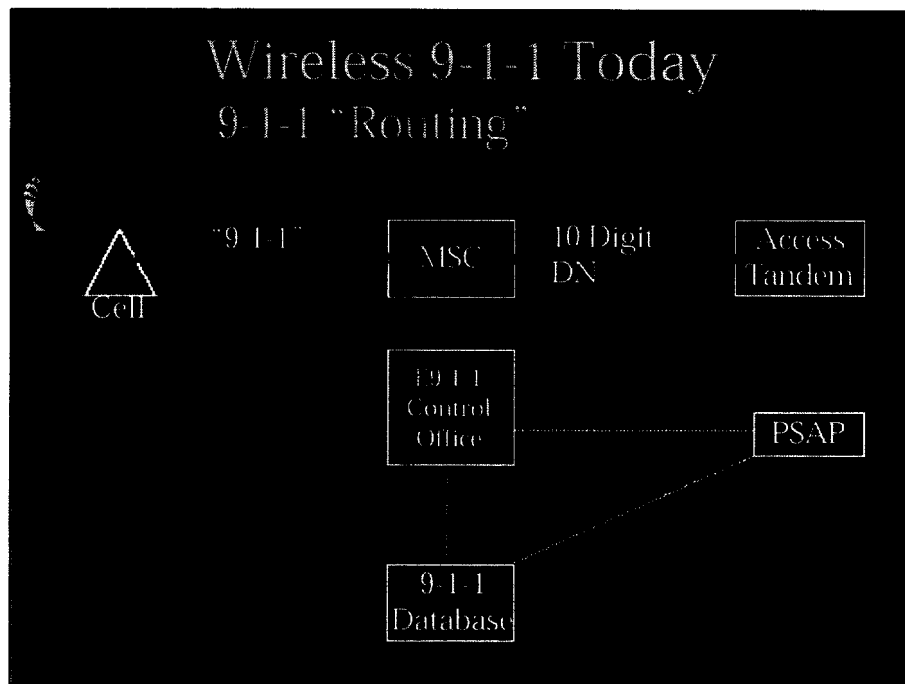 Wireless 9-1-1 Today
9-1-1 “Routing”
“9-1-1”
MSC
10 Digit
DN
Access
Tandem
Cell
E9-1-1
Control
Office
PSAP
9-1-1
Database